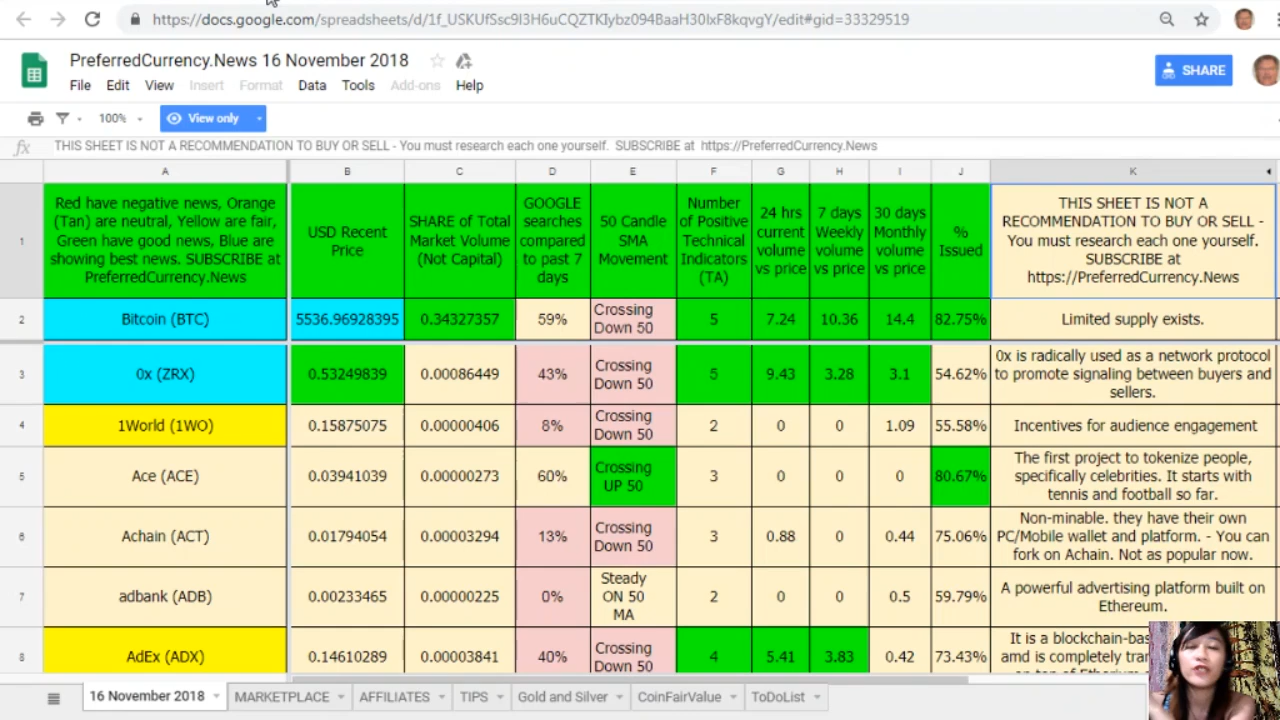 https://docs.google.com/spreadsheets/d/1f_USKUfSsc9I3H6uCQZTKIybz094BaaH30lxF8kqvgY/edit#gid=33329519
PreferredCurrency.News 16 November 2018
SHARE
File Edit View Insert Format Data Tools Add-ons Help
100% View only
fx THIS SHEET IS NOT A RECOMMENDATION TO BUY OR SELL - You must research each one yourself. SUBSCRIBE at https://PreferredCurrency.News
A B C D E F G H I J K
1
Red have negative news, Orange
(Tan) are neutral, Yellow are fair,
Green have good news, Blue are
showing best news. SUBSCRIBE at
PreferredCurrency.News
USD Recent
Price
SHARE of Total
Market Volume
(Not Capital)
GOOGLE
searches
compared
to past 7
days
50 Candle
SMA
Movement
Number
of Positive
Technical
Indicators
(TA)
24 hrs
current
volume
vs price
7 days
Weekly
volume
vs price
30 days
Monthly
volume
vs price
%
Issued
THIS SHEET IS NOT A
RECOMMENDATION TO BUY OR SELL -
You must research each one yourself.
SUBSCRIBE at
https://PreferredCurrency.News
2 Bitcoin (BTC) 5536.96928395 0.34327357 59%
Crossing
Down 50
5 7.24 10.36 14.4 82.75% Limited supply exists.
3 0x (ZRX) 0.53249839 0.00086449 43%
Crossing
Down 50
5 9.43 3.28 3.1 54.62%
0x is radically used as a network protocol
to promote signaling between buyers and
sellers.
4 1World (1WO) 0.15875075 0.00000406 8%
Crossing
Down 50
2 0 0 1.09 55.58% Incentives for audience engagement
5 Ace (ACE) 0.03941039 0.00000273 60%
Crossing
UP 50
3 0 0 0 80.67%
The first project to tokenize people,
specifically celebrities. It starts with
tennis and football so far.
6 Achain (ACT) 0.01794054 0.00003294 13%
Crossing
Down 50
3 0.88 0 0.44 75.06%
Non-minable. they have their own
PC/Mobile wallet and platform. - You can
fork on Achain. Not as popular now.
7 adbank (ADB) 0.00233465 0.00000225 0%
Steady
ON 50
MA
2 0 0 0.5 59.79%
A powerful advertising platform built on
Ethereum.
8 AdEx (ADX) 0.14610289 0.00003841 40%
Crossing
Down 50
4 5.41 3.83 0.42 73.43%
It is a blockchain-bas
amd is completely tran
16 November 2018 MARKETPLACE AFFILIATES TIPS Gold and Silver CoinFairValue ToDoList